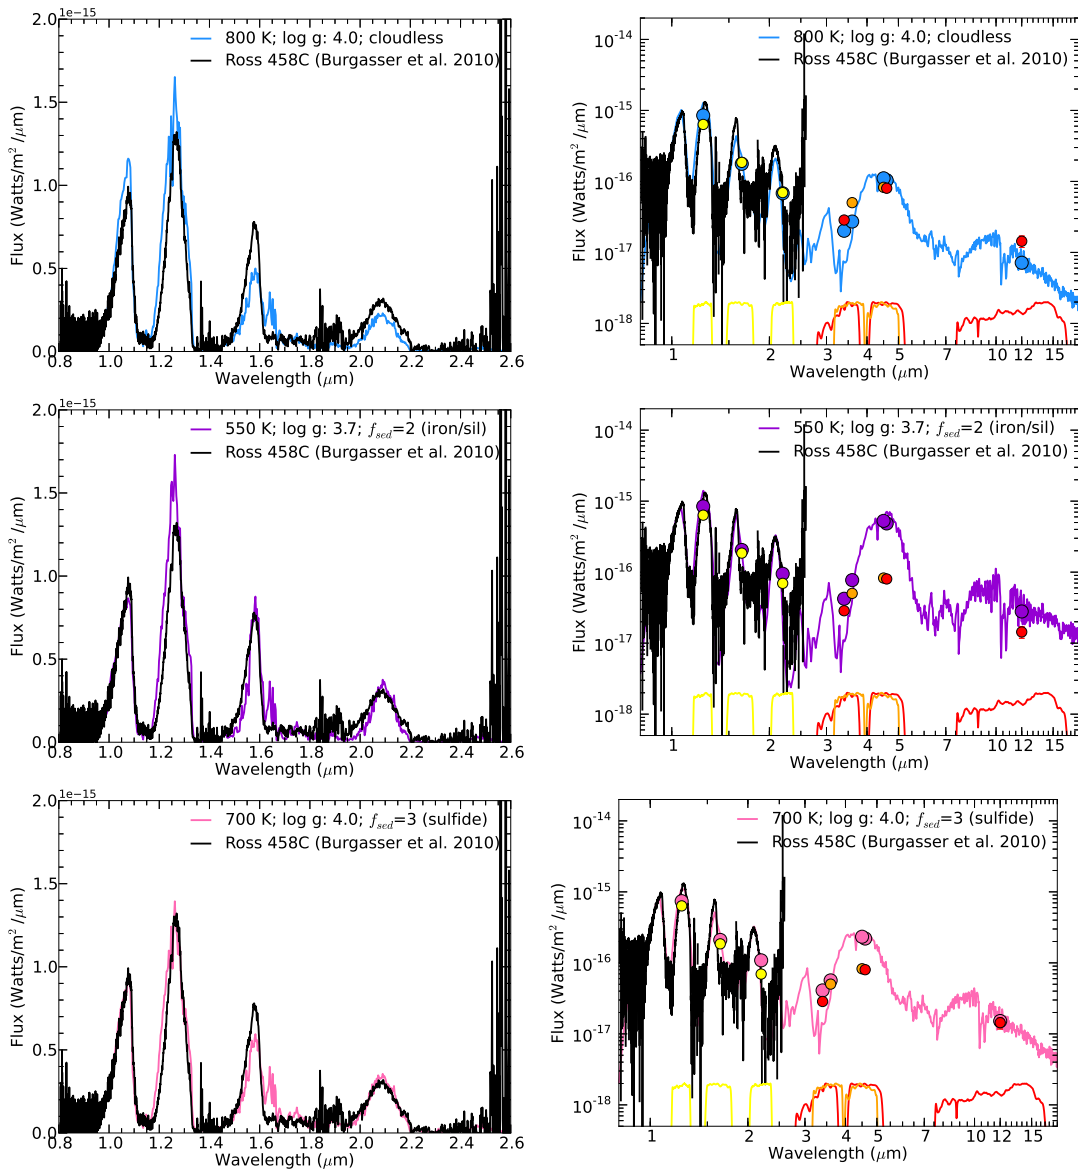 1e−15
2.0
1.5
1.0
0.5
0.0
800 K; log g: 4.0; cloudless
Ross 458C (Burgasser et al. 2010)
Flux (Watts/m² /μm)
0.8 1.0 1.2 1.4 1.6 1.8 2.0 2.2 2.4 2.6
Wavelength (μm)
10⁻¹⁴
10⁻¹⁵
10⁻¹⁶
10⁻¹⁷
10⁻¹⁸
800 K; log g: 4.0; cloudless
Ross 458C (Burgasser et al. 2010)
Flux (Watts/m² /μm)
1 2 3 4 5 7 10 12 15
Wavelength (μm)
1e−15
2.0
1.5
1.0
0.5
0.0
550 K; log g: 3.7; f_sed=2 (iron/sil)
Ross 458C (Burgasser et al. 2010)
Flux (Watts/m² /μm)
0.8 1.0 1.2 1.4 1.6 1.8 2.0 2.2 2.4 2.6
Wavelength (μm)
10⁻¹⁴
10⁻¹⁵
10⁻¹⁶
10⁻¹⁷
10⁻¹⁸
550 K; log g: 3.7; f_sed=2 (iron/sil)
Ross 458C (Burgasser et al. 2010)
Flux (Watts/m² /μm)
1 2 3 4 5 7 10 12 15
Wavelength (μm)
1e−15
2.0
1.5
1.0
0.5
0.0
700 K; log g: 4.0; f_sed=3 (sulfide)
Ross 458C (Burgasser et al. 2010)
Flux (Watts/m² /μm)
0.8 1.0 1.2 1.4 1.6 1.8 2.0 2.2 2.4 2.6
Wavelength (μm)
10⁻¹⁴
10⁻¹⁵
10⁻¹⁶
10⁻¹⁷
10⁻¹⁸
700 K; log g: 4.0; f_sed=3 (sulfide)
Ross 458C (Burgasser et al. 2010)
Flux (Watts/m² /μm)
1 2 3 4 5 7 10 12 15
Wavelength (μm)